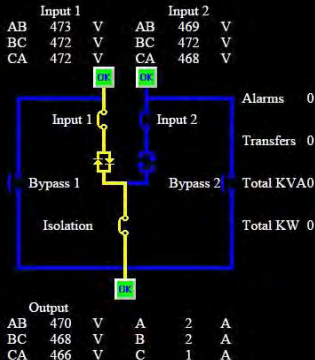 Input 1 Input 2
AB 473 V AB 469 V
BC 472 V BC 472 V
CA 472 V CA 468 V
OK OK
Alarms 0
Input 1 Input 2
Transfers 0
Bypass 1 Bypass 2 Total KVA0
Isolation Total KW 0
OK
Output
AB 470 V A 2 A
BC 468 V B 2 A
CA 466 V C 1 A